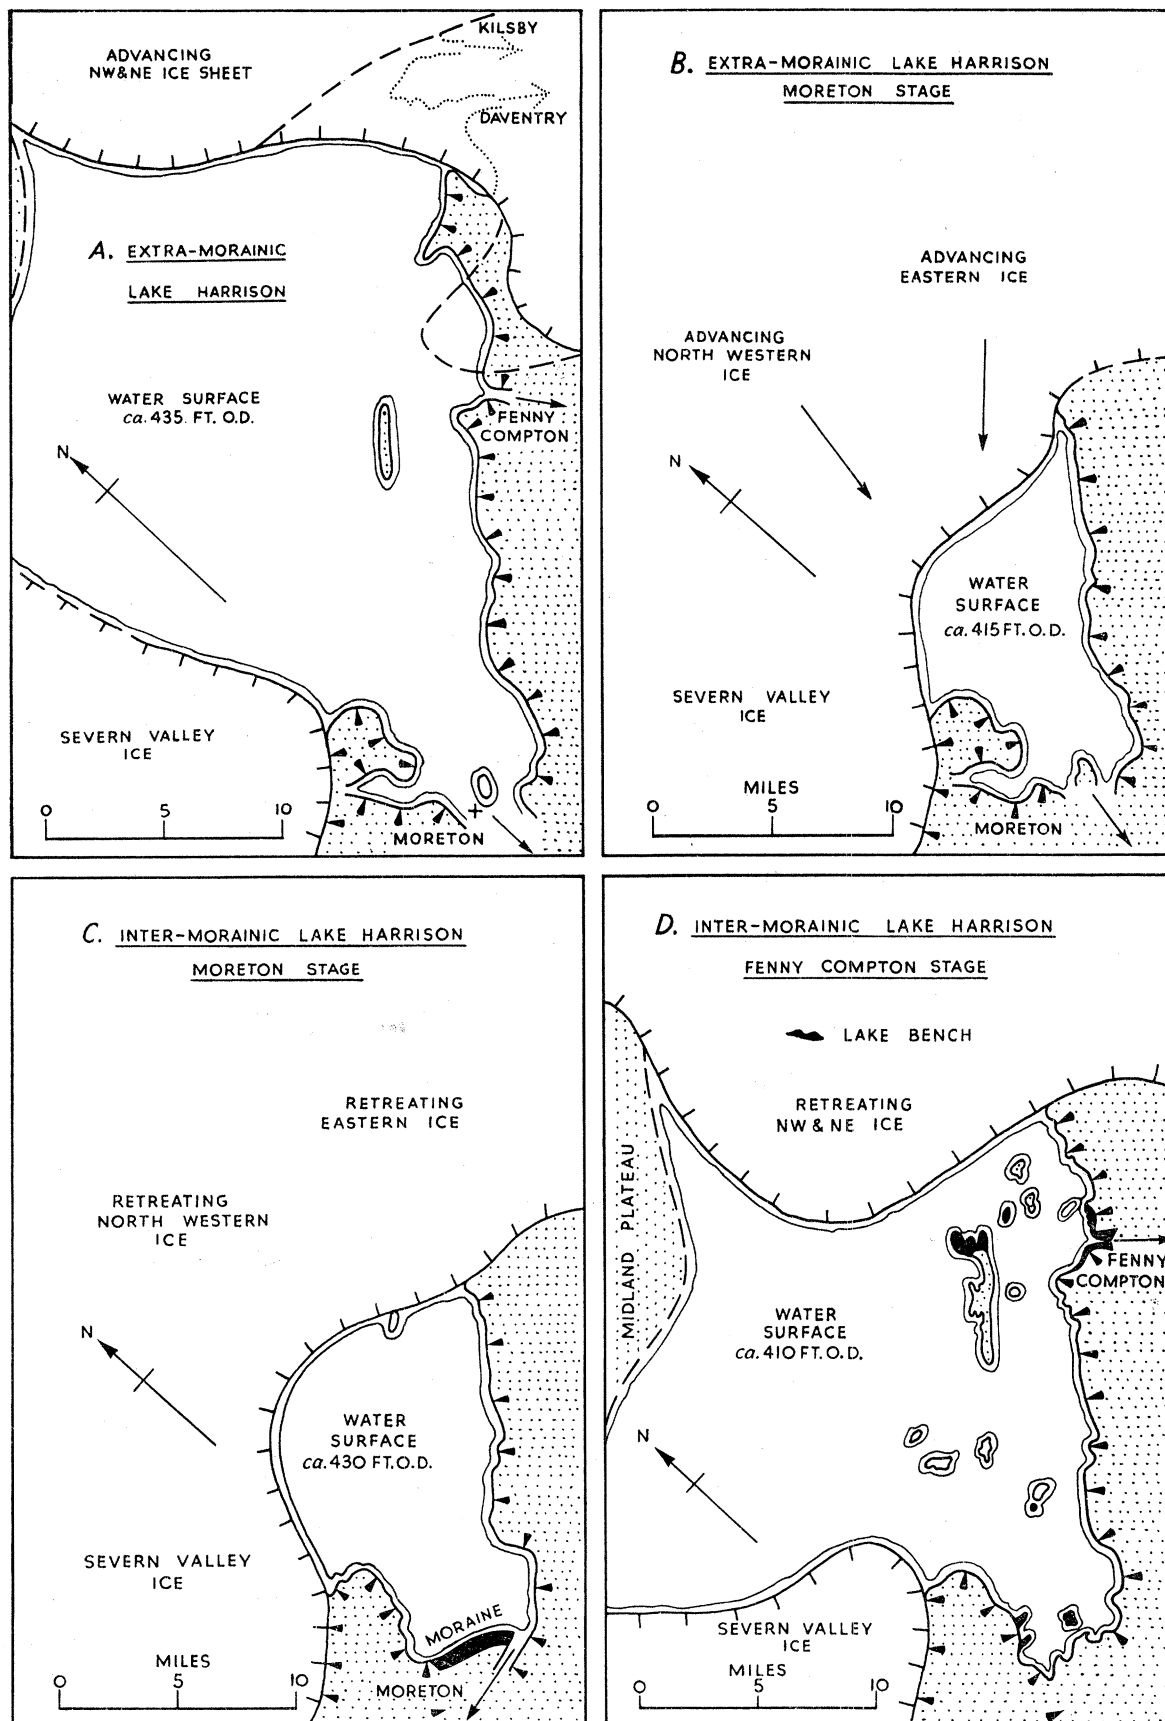 ADVANCING
NW&NE ICE SHEET
KILSBY
DAVENTRY
A. EXTRA-MORAINIC
LAKE HARRISON
WATER SURFACE
ca. 435. FT. O.D.
N
FENNY
COMPTON
SEVERN VALLEY
ICE
0 5 10
MORETON
B. EXTRA-MORAINIC LAKE HARRISON
MORETON STAGE
ADVANCING
EASTERN ICE
ADVANCING
NORTH WESTERN
ICE
N
WATER
SURFACE
ca. 415 FT. O.D.
SEVERN VALLEY
ICE
MILES
0 5 10
MORETON
C. INTER-MORAINIC LAKE HARRISON
MORETON STAGE
RETREATING
EASTERN ICE
RETREATING
NORTH WESTERN
ICE
N
WATER
SURFACE
ca. 430 FT.O.D.
SEVERN VALLEY
ICE
MORAINE
MILES
0 5 10
MORETON
D. INTER-MORAINIC LAKE HARRISON
FENNY COMPTON STAGE
LAKE BENCH
RETREATING
NW & NE ICE
MIDLAND PLATEAU
FENNY
COMPTON
WATER
SURFACE
ca. 410 FT. O.D.
N
SEVERN VALLEY
ICE
MILES
0 5 10